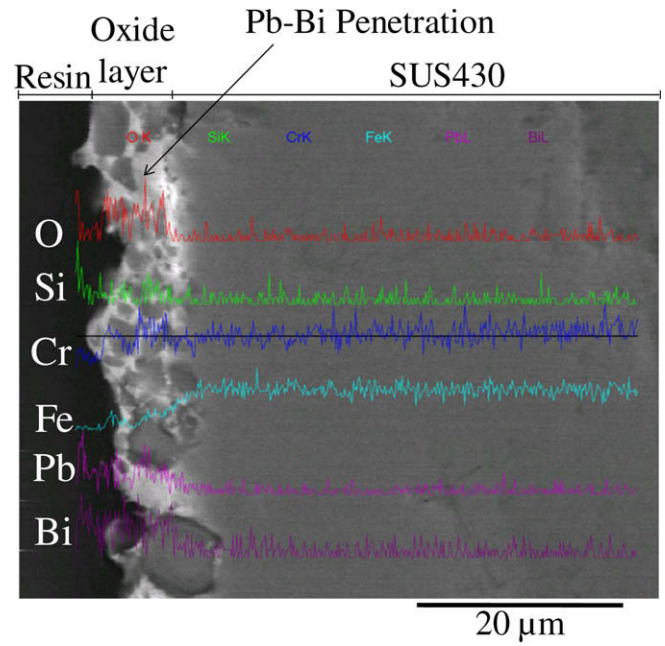 Pb-Bi Penetration
Oxide
layer
Resin
SUS430
O K SiK CrK FeK PbL BiL
O
Si
Cr
Fe
Pb
Bi
20 µm